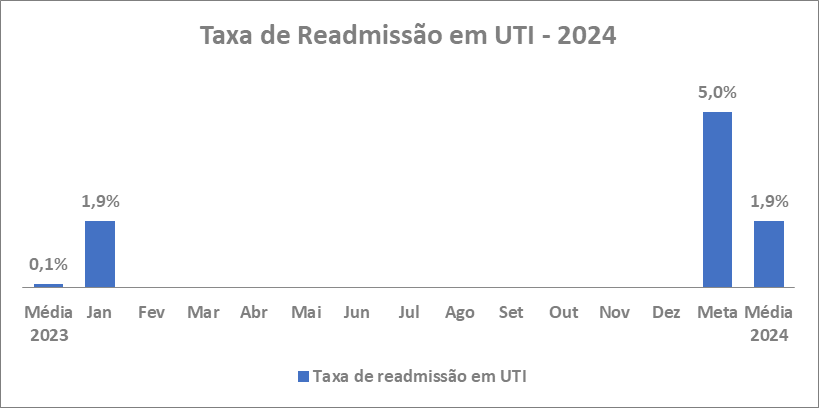 Taxa de Readmissão em UTI - 2024
5,0%
1,9%
1,9%
0,1%
Média Jan Fev Mar Abr Mai Jun Jul Ago Set Out Nov Dez Meta Média
2023 2024
Taxa de readmissão em UTI